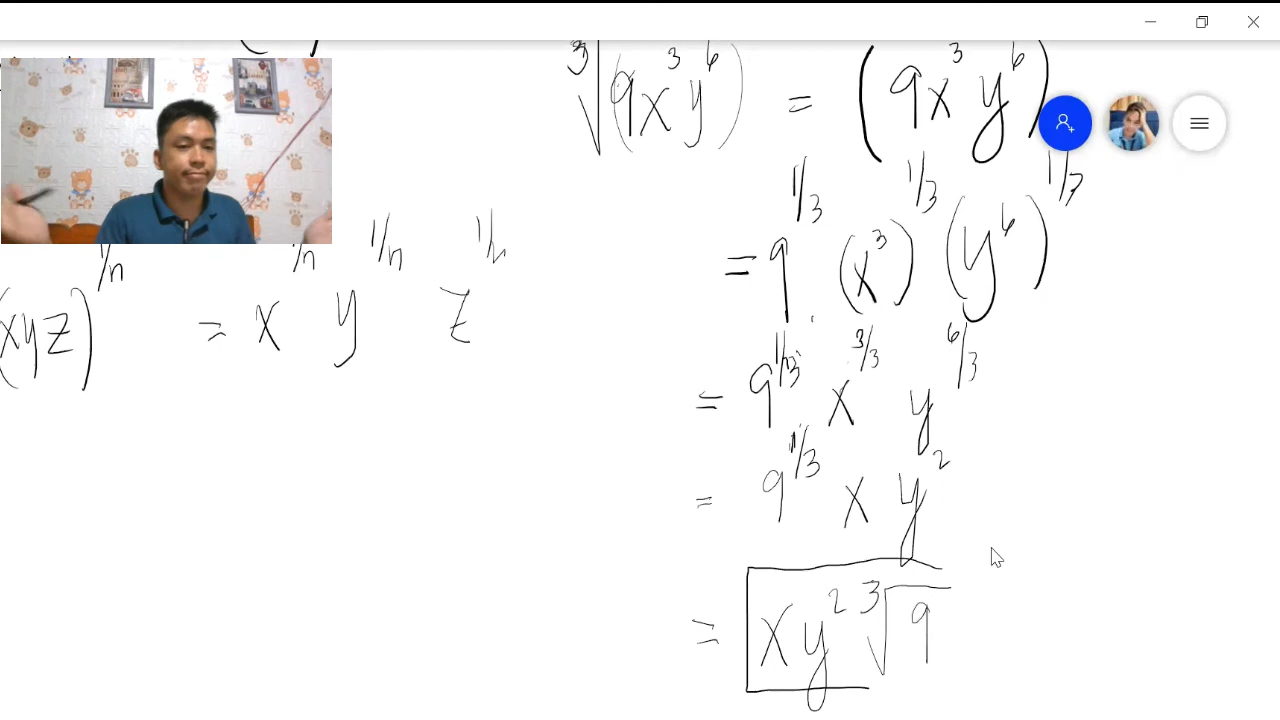 ∛(9x³y⁶) = (9x³y⁶)^1/3
= 9^1/3 (x³)^1/3 (y⁶)^1/3
(xyz)^1/n = x^1/n y^1/n z^1/n
= 9^1/3 x^3/3 y^6/3
= 9^1/3 x y²
= xy² ∛9